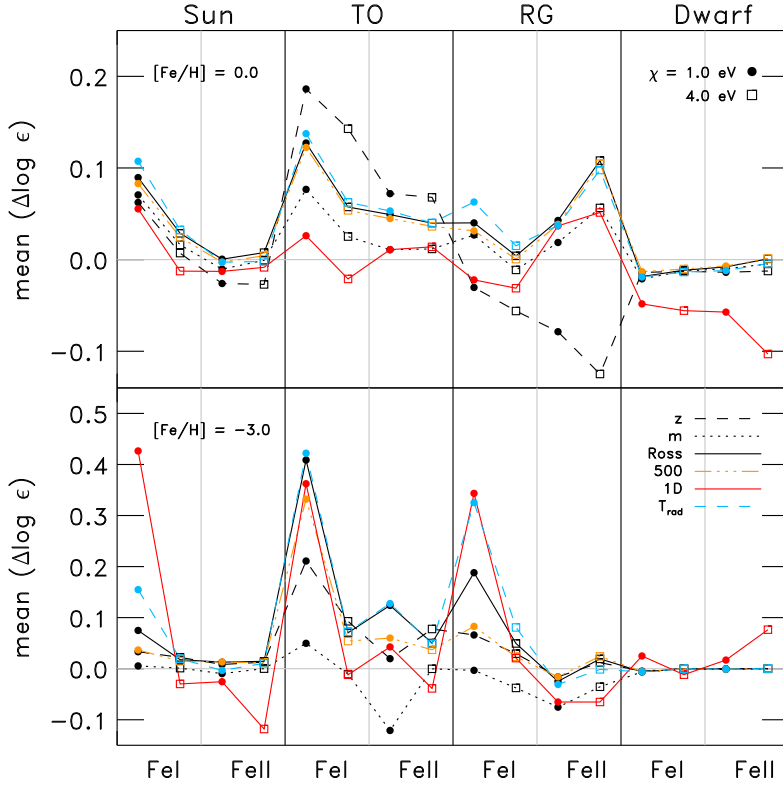 Sun TO RG Dwarf
[Fe/H] = 0.0
χ = 1.0 eV
4.0 eV
0.2
0.1
0.0
−0.1
mean (Δlog ε)
[Fe/H] = −3.0
z
m
Ross
500
1D
T_rad
0.5
0.4
0.3
0.2
0.1
0.0
−0.1
mean (Δlog ε)
FeI FeII FeI FeII FeI FeII FeI FeII